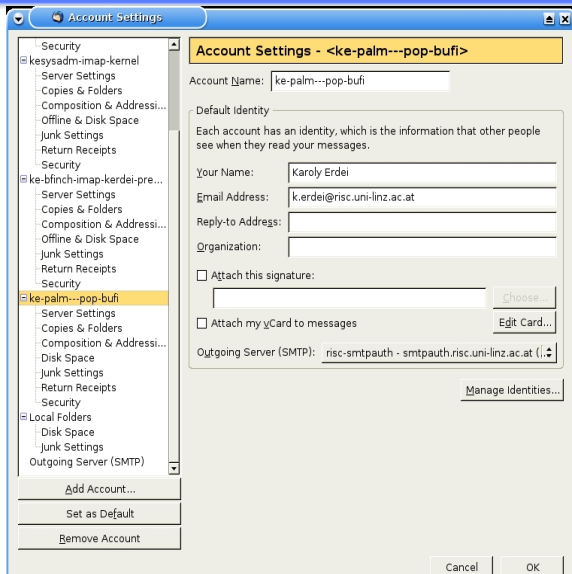 Account Settings
Security
kesysadm-imap-kernel
Server Settings
Copies & Folders
Composition & Addressi...
Offline & Disk Space
Junk Settings
Return Receipts
Security
ke-bfinch-imap-kerdei-pre...
Server Settings
Copies & Folders
Composition & Addressi...
Offline & Disk Space
Junk Settings
Return Receipts
Security
ke-palm---pop-bufi
Server Settings
Copies & Folders
Composition & Addressi...
Disk Space
Junk Settings
Return Receipts
Security
Local Folders
Disk Space
Junk Settings
Outgoing Server (SMTP)
Add Account...
Set as Default
Remove Account
Account Settings - <ke-palm---pop-bufi>
Account Name: ke-palm---pop-bufi
Default Identity
Each account has an identity, which is the information that other people
see when they read your messages.
Your Name: Karoly Erdei
Email Address: k.erdei@risc.uni-linz.ac.at
Reply-to Address:
Organization:
Attach this signature:
Choose...
Attach my vCard to messages
Edit Card...
Outgoing Server (SMTP): risc-smtpauth - smtpauth.risc.uni-linz.ac.at (...
Manage Identities...
Cancel OK